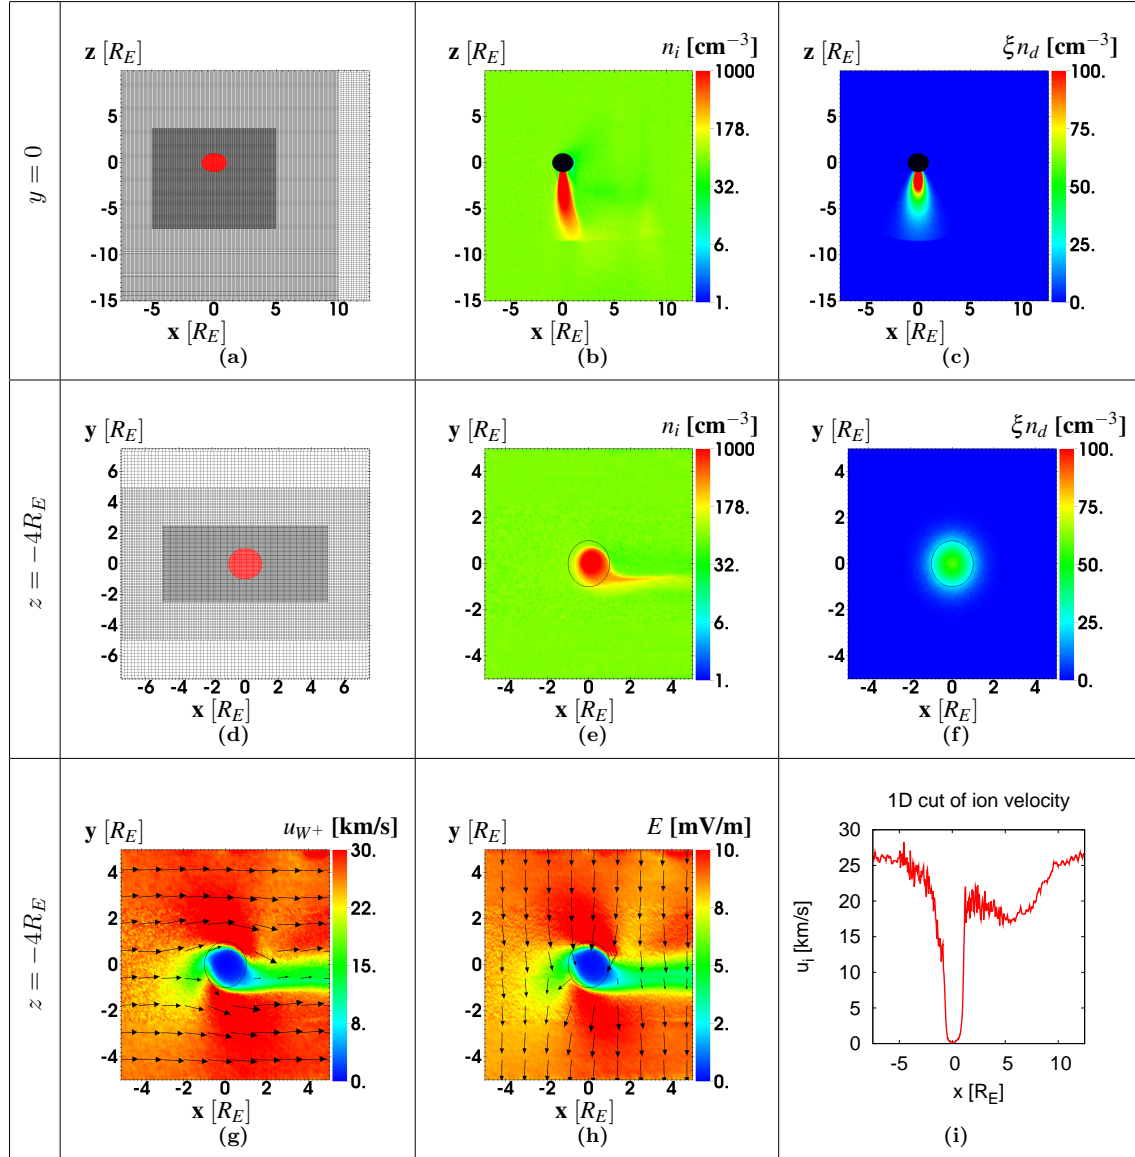 y = 0
z [R_E]
5
0
-5
-10
-15
-5 0 5 10
x [R_E]
(a)
z [R_E]
n_i [cm^−3]
5
0
-5
-10
-15
-5 0 5 10
x [R_E]
1000
178.
32.
6.
1.
(b)
z [R_E]
ξn_d [cm^−3]
5
0
-5
-10
-15
-5 0 5 10
x [R_E]
100.
75.
50.
25.
0.
(c)
z = −4R_E
y [R_E]
6
4
2
0
-2
-4
-6
-6 -4 -2 0 2 4 6
x [R_E]
(d)
y [R_E]
n_i [cm^−3]
4
2
0
-2
-4
-4 -2 0 2 4
x [R_E]
1000
178.
32.
6.
1.
(e)
y [R_E]
ξn_d [cm^−3]
4
2
0
-2
-4
-4 -2 0 2 4
x [R_E]
100.
75.
50.
25.
0.
(f)
z = −4R_E
y [R_E]
u_W+ [km/s]
4
2
0
-2
-4
-4 -2 0 2 4
x [R_E]
30.
22.
15.
8.
0.
(g)
y [R_E]
E [mV/m]
4
2
0
-2
-4
-4 -2 0 2 4
x [R_E]
10.
8.
6.
4.
2.
0.
(h)
1D cut of ion velocity
u_i [km/s]
30
25
20
15
10
5
0
-5 0 5 10
x [R_E]
(i)